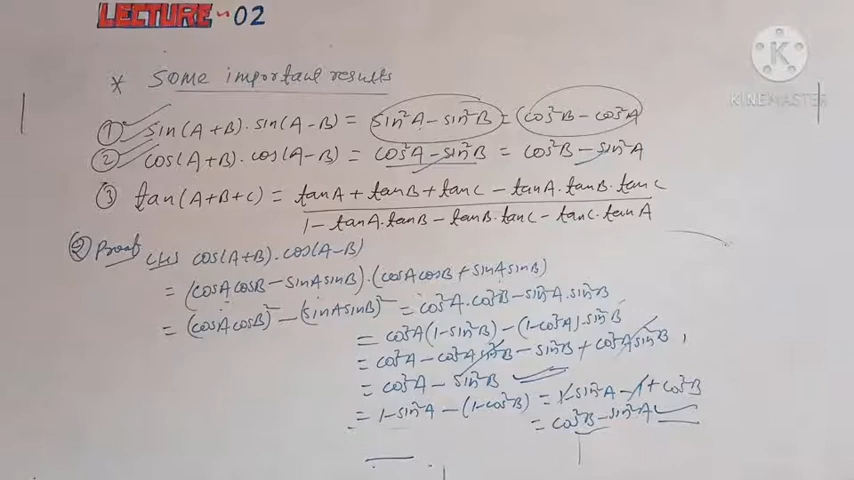 LECTURE - 02
K
KINEMASTER
* Some important results
① sin(A+B). sin(A-B) = sin²A - sin²B = (cos²B - cos²A
② cos(A+B). cos(A-B) = cos²A - sin²B = cos²B - sin²A
③ tan(A+B+C) = tanA + tanB + tanC - tanA. tanB. tanC
1 - tanA. tanB - tanB. tanC - tanC. tanA
② Proof LHS cos(A+B). cos(A-B)
= (cosA cosB - sinA sinB). (cosA cosB + sinA sinB)
= (cosA cosB)² - (sinA sinB)² = cos²A. cos²B - sin²A. sin²B
= cos²A(1-sin²B) - (1-cos²A). sin²B
= cos²A - cos²A sin²B - sin²B + cos²A sin²B
= cos²A - sin²B
= 1-sin²A - (1-cos²B) = 1-sin²A - 1 + cos²B
= cos²B - sin²A